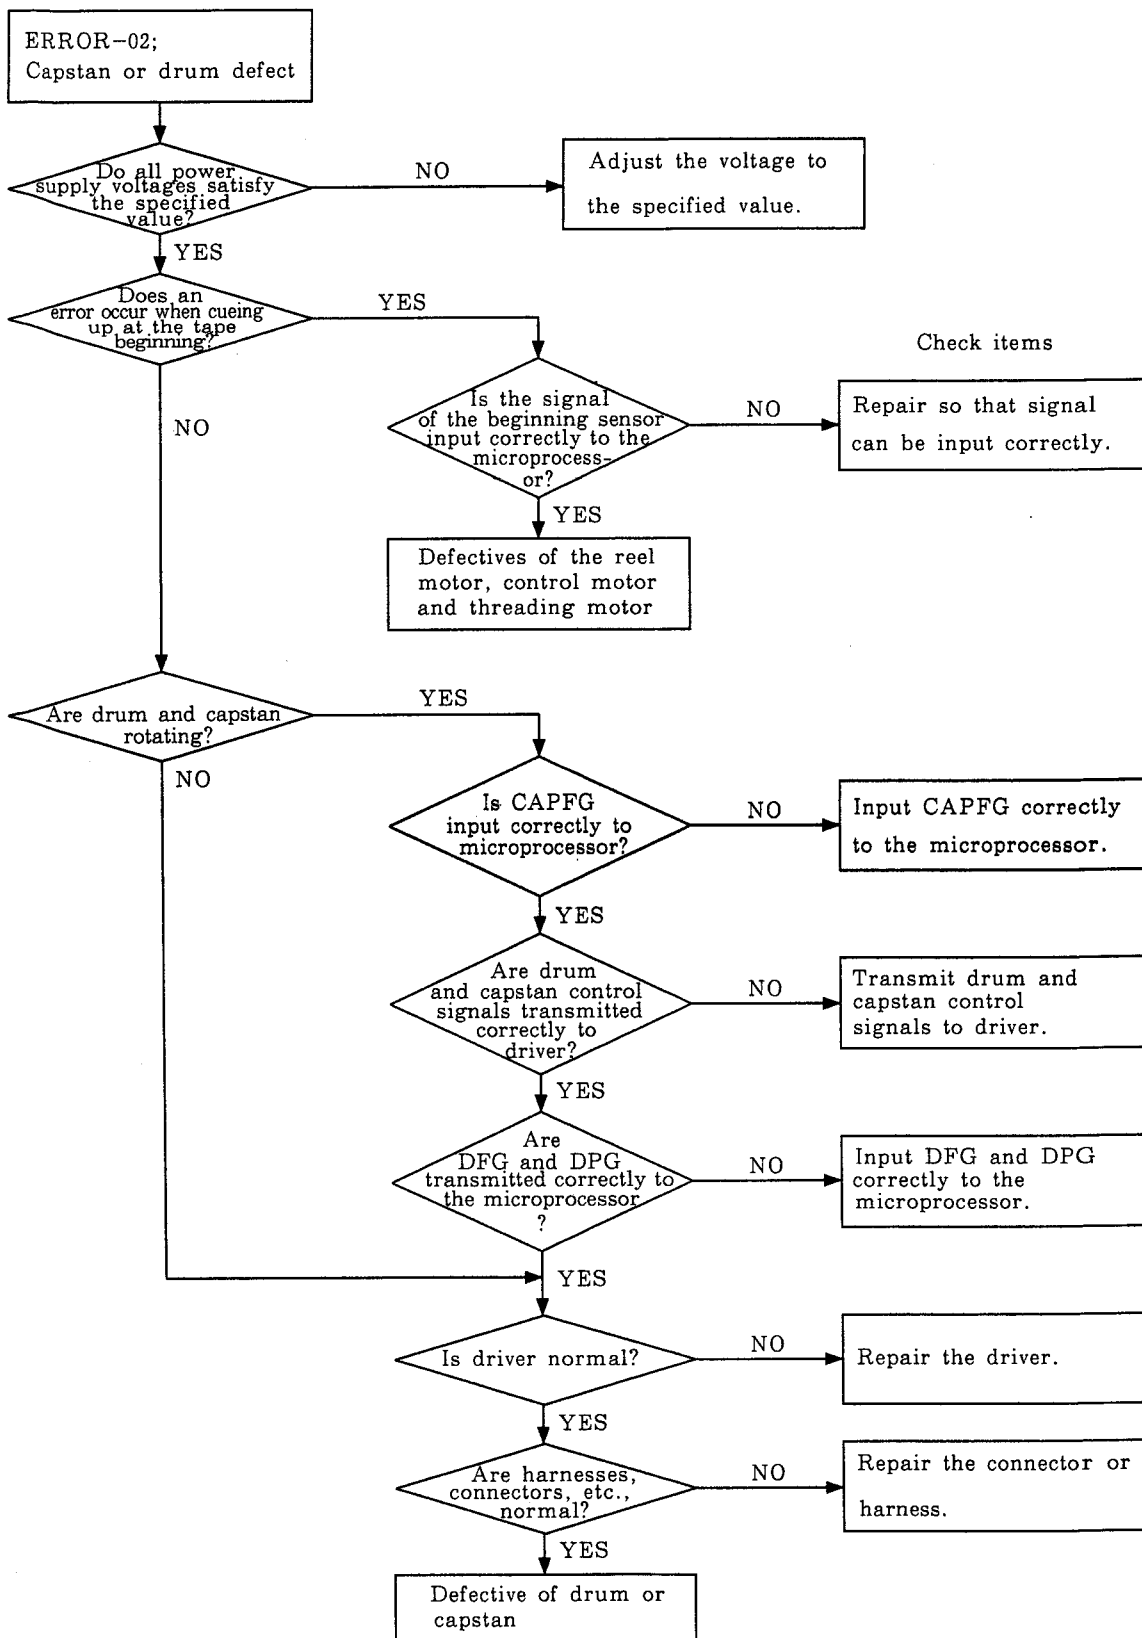 ERROR-02;
Capstan or drum defect
Do all power
supply voltages satisfy
the specified
value?
NO
Adjust the voltage to
the specified value.
YES
Does an
error occur when cueing
up at the tape
beginning?
YES
Check items
Is the signal
of the beginning sensor
input correctly to the
microprocess-
or?
NO
Repair so that signal
can be input correctly.
NO
YES
Defectives of the reel
motor, control motor
and threading motor
Are drum and capstan
rotating?
YES
NO
Is CAPFG
input correctly to
microprocessor?
NO
Input CAPFG correctly
to the microprocessor.
YES
Are drum
and capstan control
signals transmitted
correctly to
driver?
NO
Transmit drum and
capstan control
signals to driver.
YES
Are
DFG and DPG
transmitted correctly to
the microprocessor
?
NO
Input DFG and DPG
correctly to the
microprocessor.
YES
Is driver normal?
NO
Repair the driver.
YES
Are harnesses,
connectors, etc.,
normal?
NO
Repair the connector or
harness.
YES
Defective of drum or
capstan